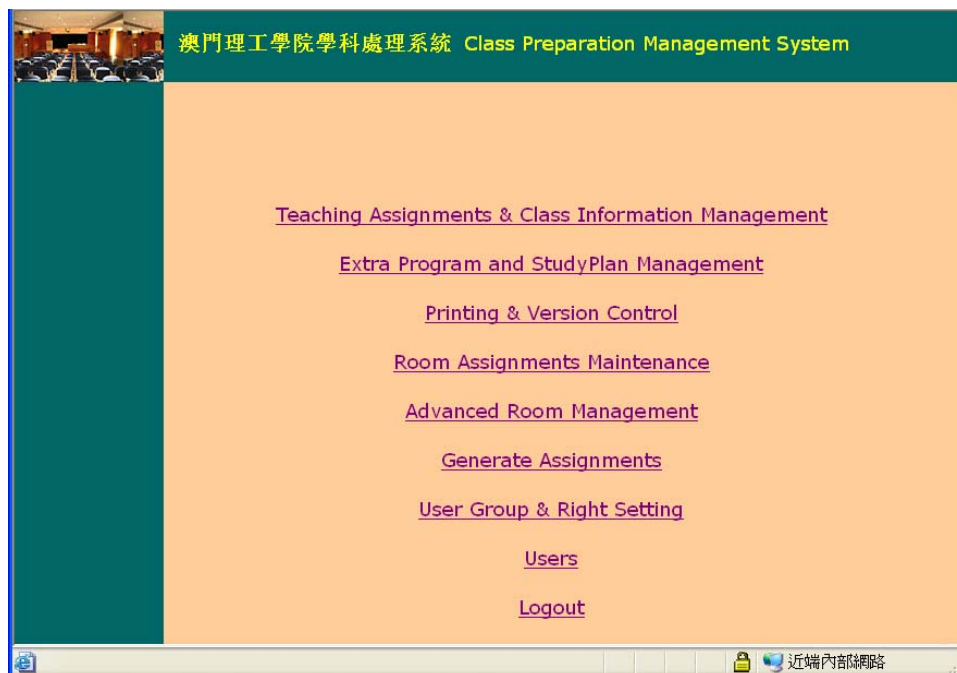 澳門理工學院學科處理系統 Class Preparation Management System
Teaching Assignments & Class Information Management
Extra Program and StudyPlan Management
Printing & Version Control
Room Assignments Maintenance
Advanced Room Management
Generate Assignments
User Group & Right Setting
Users
Logout
近端內部網路